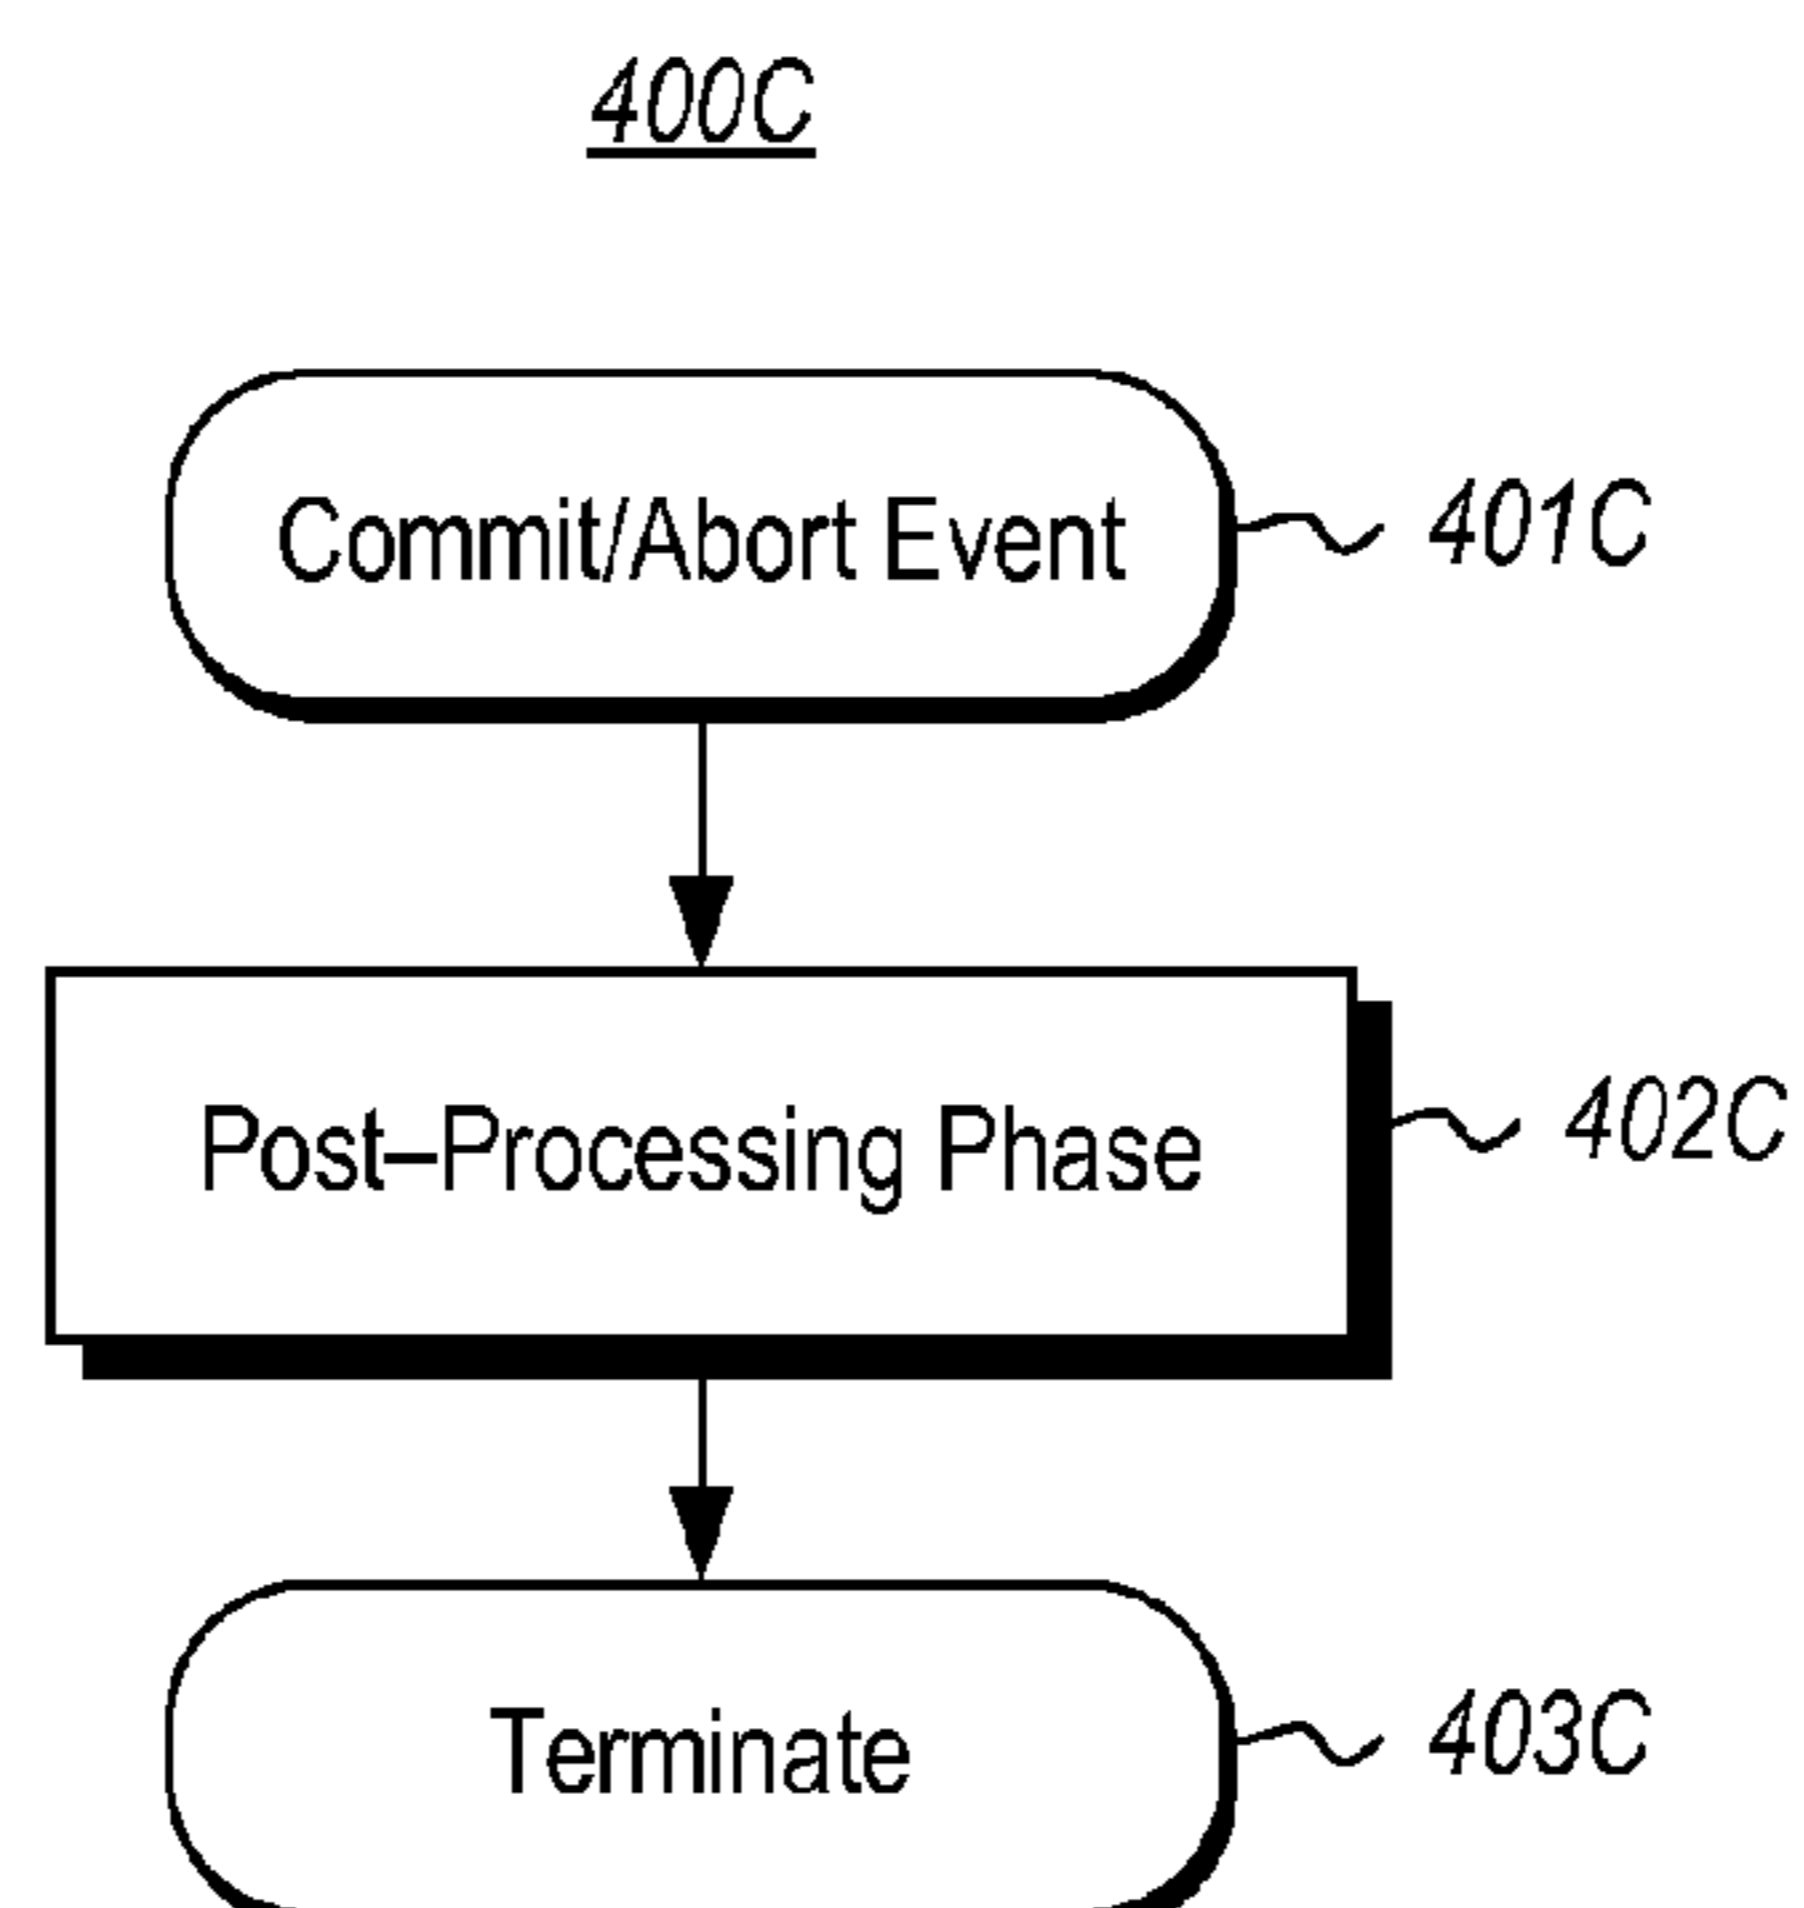 400C
Commit/Abort Event
401C
Post–Processing Phase
402C
Terminate
403C